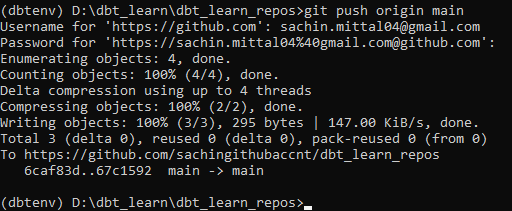 (dbtenv) D:\dbt_learn\dbt_learn_repos>git push origin main
Username for 'https://github.com': sachin.mittal04@gmail.com
Password for 'https://sachin.mittal04%40gmail.com@github.com':
Enumerating objects: 4, done.
Counting objects: 100% (4/4), done.
Delta compression using up to 4 threads
Compressing objects: 100% (2/2), done.
Writing objects: 100% (3/3), 295 bytes | 147.00 KiB/s, done.
Total 3 (delta 0), reused 0 (delta 0), pack-reused 0 (from 0)
To https://github.com/sachingithubaccnt/dbt_learn_repos
   6caf83d..67c1592  main -> main
(dbtenv) D:\dbt_learn\dbt_learn_repos>